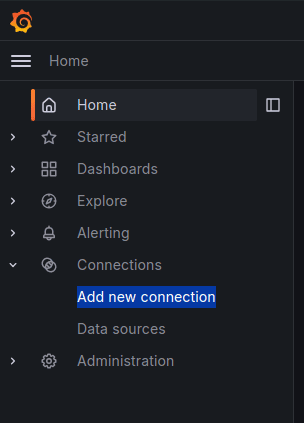 Home
Home
Starred
Dashboards
Explore
Alerting
Connections
Add new connection
Data sources
Administration